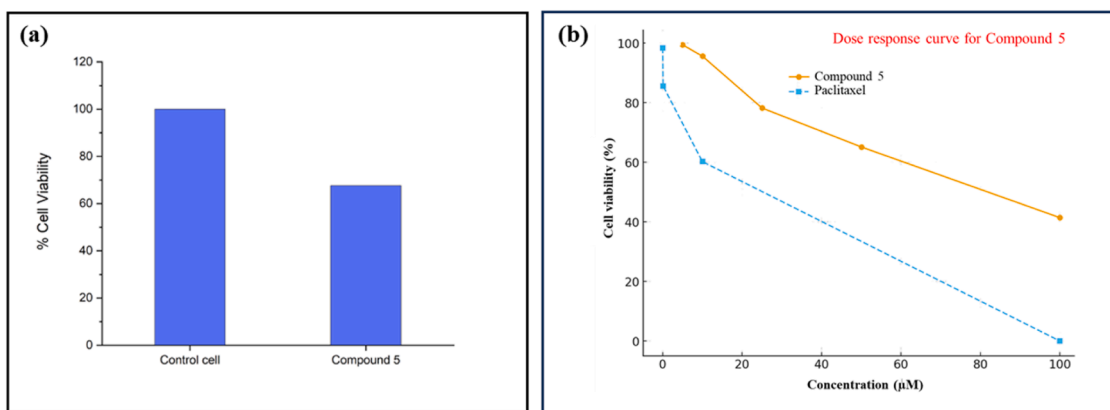 (a)
120
100
80
60
40
20
0
% Cell Viability
Control cell
Compound 5
(b)
Dose response curve for Compound 5
Compound 5
Paclitaxel
100
80
60
40
20
0
Cell viability (%)
0 20 40 60 80 100
Concentration (µM)